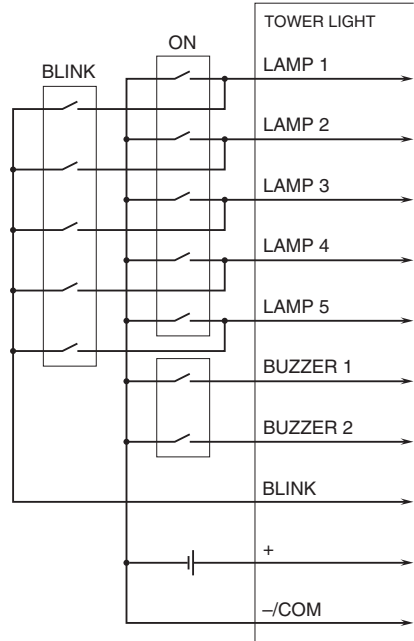 TOWER LIGHT
ON
BLINK
LAMP 1
LAMP 2
LAMP 3
LAMP 4
LAMP 5
BUZZER 1
BUZZER 2
BLINK
+
–/COM